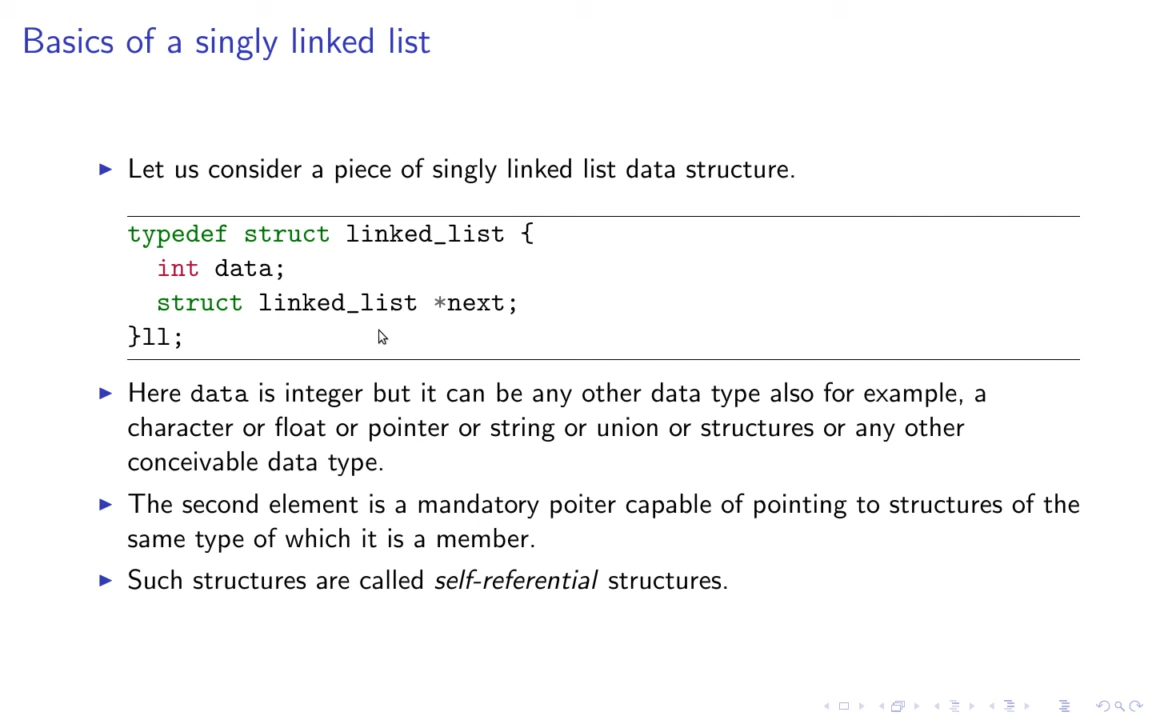 Basics of a singly linked list
Let us consider a piece of singly linked list data structure.
typedef struct linked_list {
int data;
struct linked_list *next;
}ll;
Here data is integer but it can be any other data type also for example, a
character or float or pointer or string or union or structures or any other
conceivable data type.
The second element is a mandatory poiter capable of pointing to structures of the
same type of which it is a member.
Such structures are called self-referential structures.